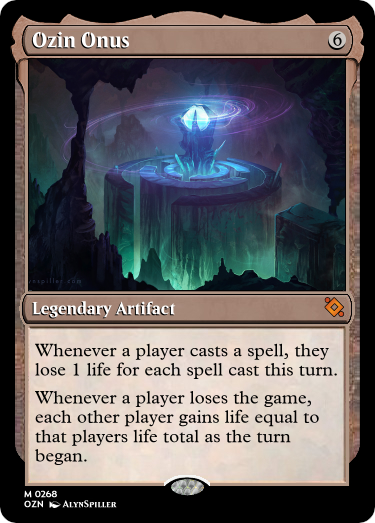 Ozin Onus
6
enspiller.com
Legendary Artifact
Whenever a player casts a spell, they
lose 1 life for each spell cast this turn.
Whenever a player loses the game,
each other player gains life equal to
that players life total as the turn
began.
M 0268
OZN AlynSpiller